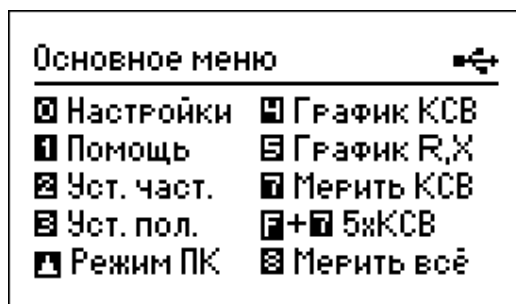 Основное меню
0 Настройки 4 График КСВ
1 Помощь 5 График R,X
2 Уст. част. 7 Мерить КСВ
3 Уст. пол. F+7 5xКСВ
Режим ПК 8 Мерить всё